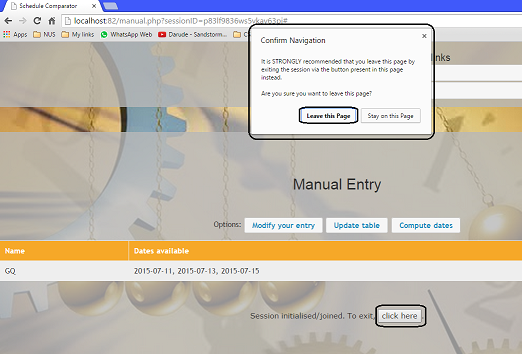 Schedule Comparator
localhost:82/manual.php?sessionID=p83lf9836ws5vkav63pj#
Apps
NUS
My links
WhatsApp Web
Darude - Sandstorm...
Confirm Navigation
It is STRONGLY recommended that you leave this page by
exiting the session via the button present in this page
instead.
Are you sure you want to leave this page?
Leave this Page
Stay on this Page
Manual Entry
Options:
Modify your entry
Update table
Compute dates
Name
Dates available
GQ
2015-07-11, 2015-07-13, 2015-07-15
Session initialised/joined. To exit, click here.